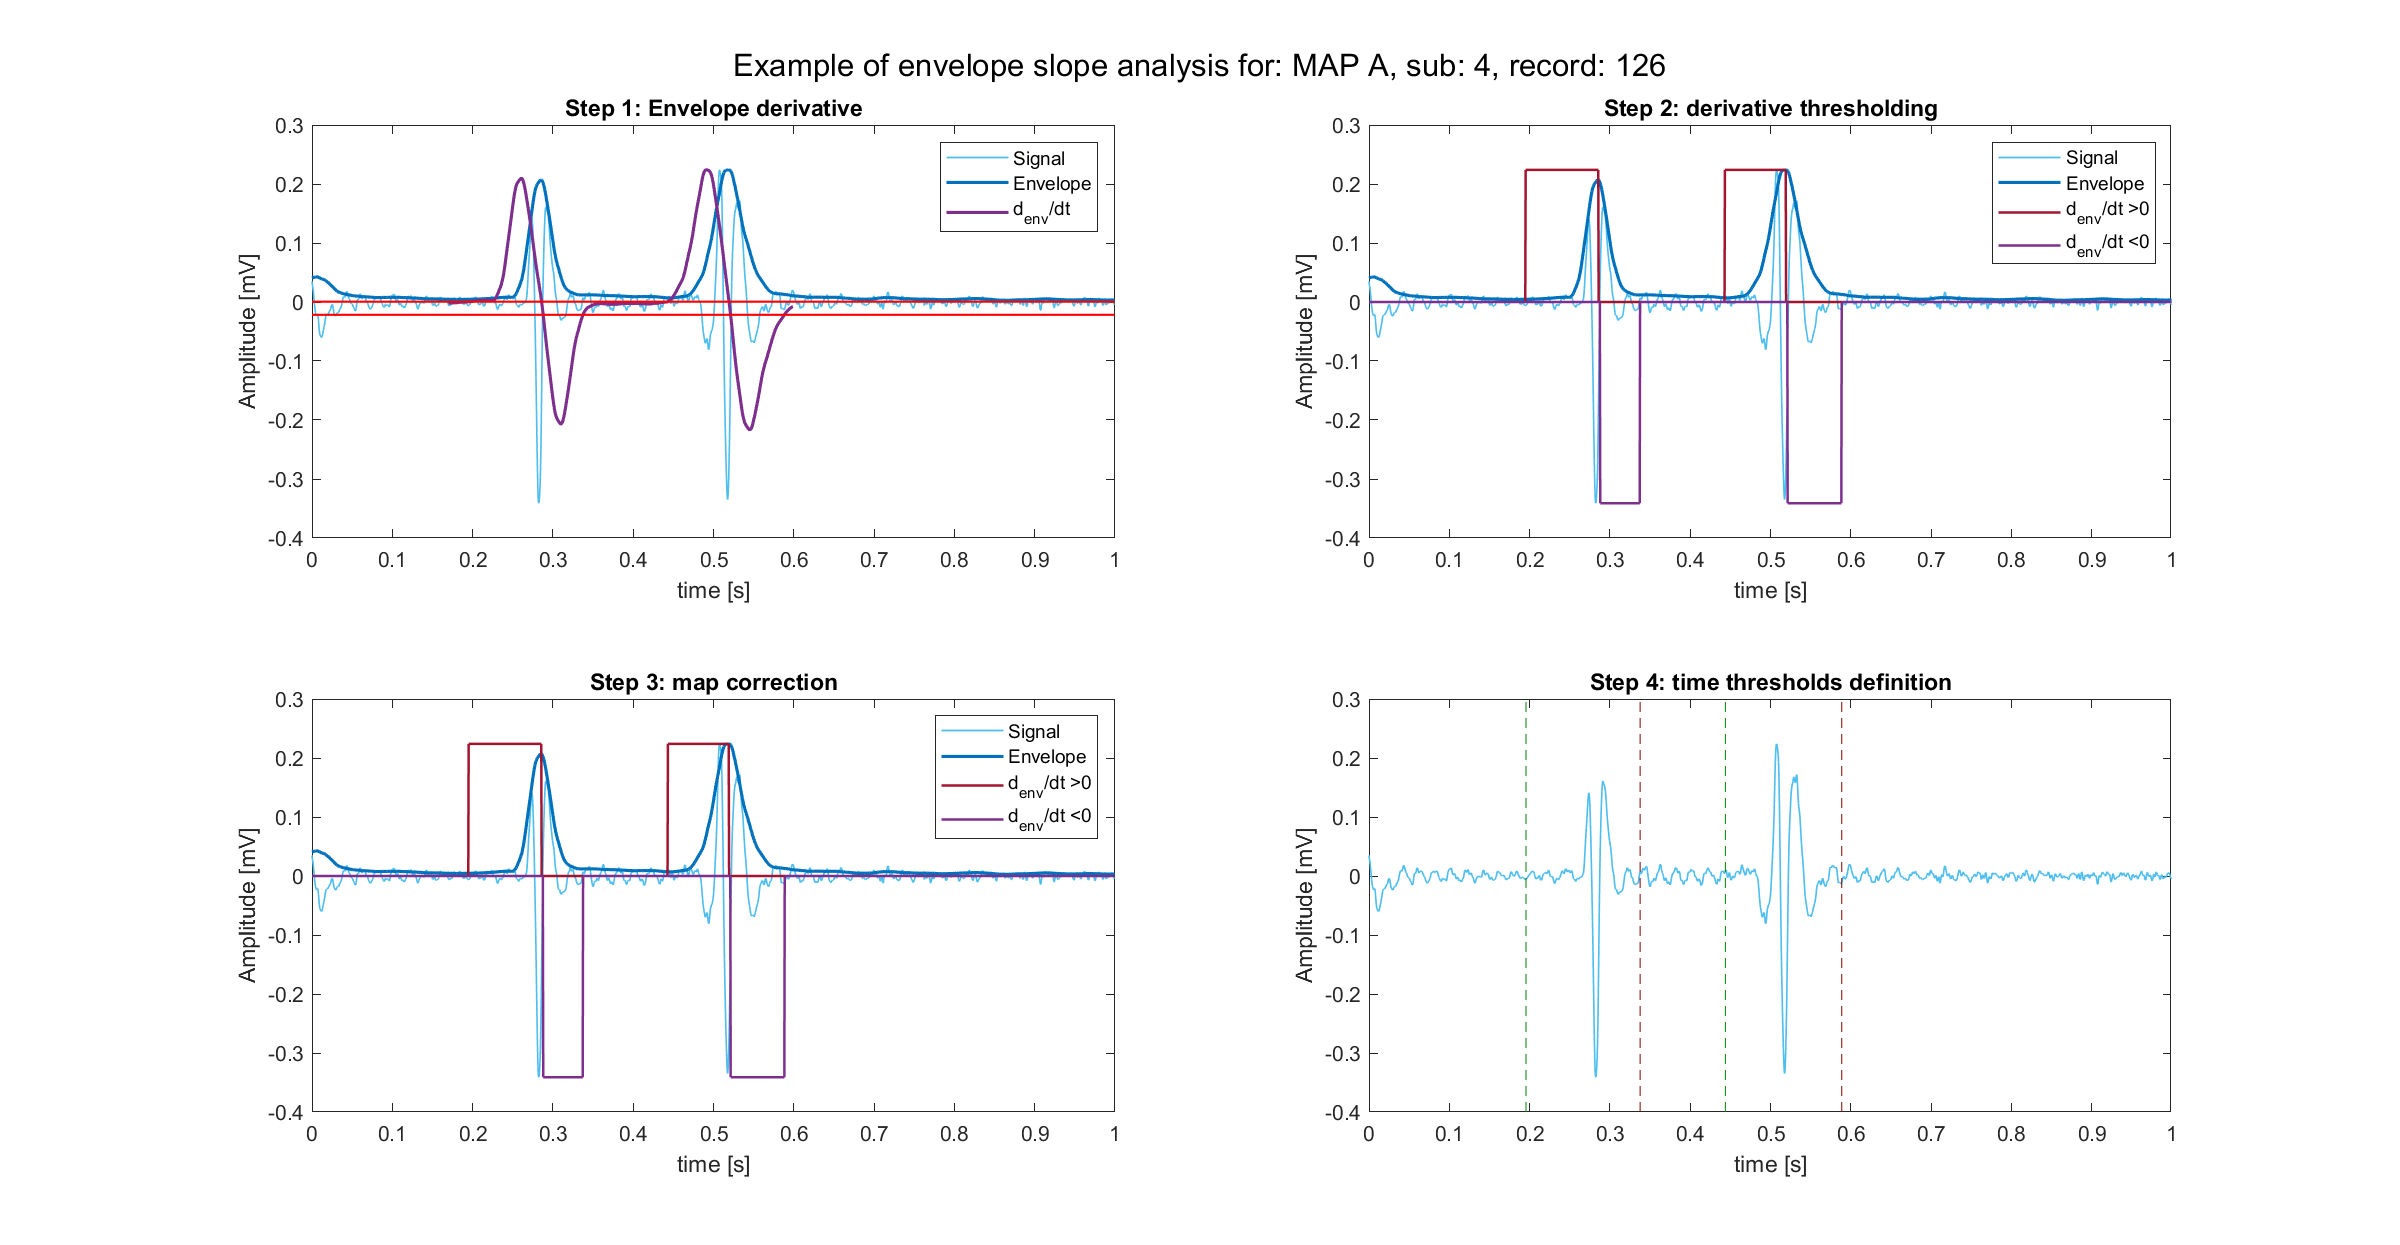 Example of envelope slope analysis for: MAP A, sub: 4, record: 126
Step 1: Envelope derivative
0.3
0.2
0.1
0
-0.1
-0.2
-0.3
-0.4
Amplitude [mV]
0 0.1 0.2 0.3 0.4 0.5 0.6 0.7 0.8 0.9 1
time [s]
Signal
Envelope
d_env/dt
Step 2: derivative thresholding
0.3
0.2
0.1
0
-0.1
-0.2
-0.3
-0.4
Amplitude [mV]
0 0.1 0.2 0.3 0.4 0.5 0.6 0.7 0.8 0.9 1
time [s]
Signal
Envelope
d_env/dt >0
d_env/dt <0
Step 3: map correction
0.3
0.2
0.1
0
-0.1
-0.2
-0.3
-0.4
Amplitude [mV]
0 0.1 0.2 0.3 0.4 0.5 0.6 0.7 0.8 0.9 1
time [s]
Signal
Envelope
d_env/dt >0
d_env/dt <0
Step 4: time thresholds definition
0.3
0.2
0.1
0
-0.1
-0.2
-0.3
-0.4
Amplitude [mV]
0 0.1 0.2 0.3 0.4 0.5 0.6 0.7 0.8 0.9 1
time [s]